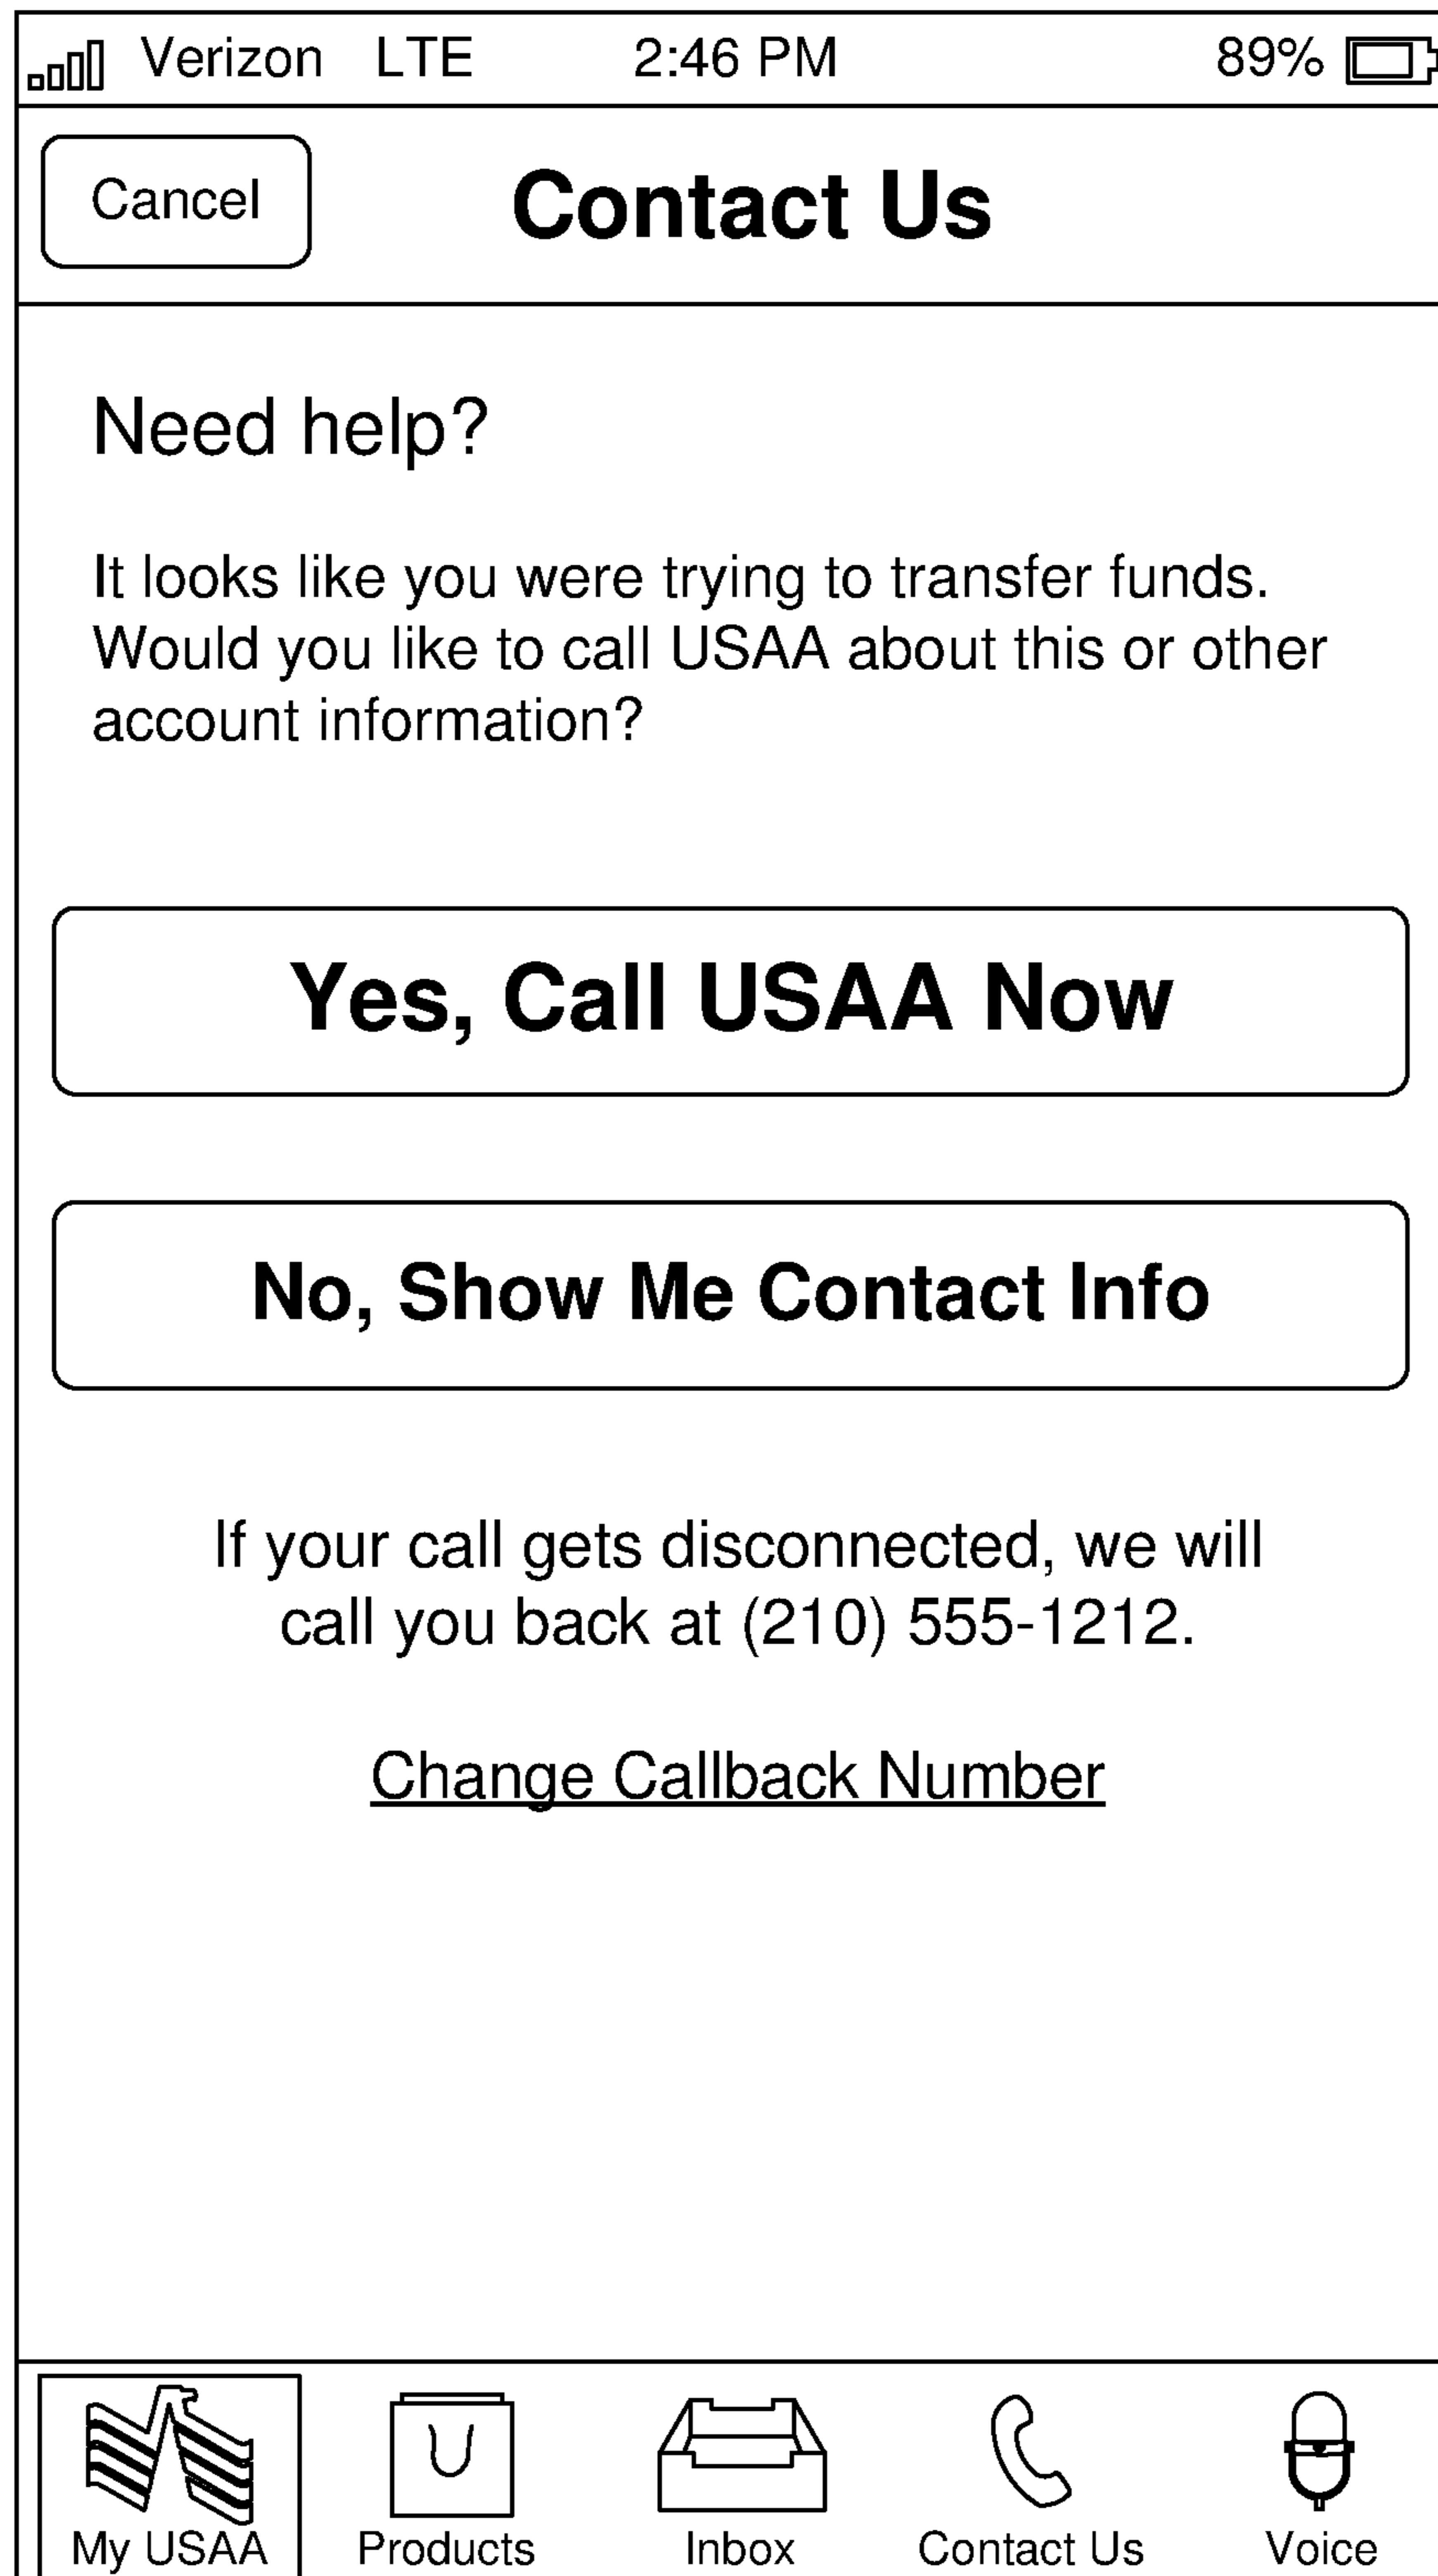 Verizon LTE 2:46 PM 89%
Cancel Contact Us
Need help?
It looks like you were trying to transfer funds.
Would you like to call USAA about this or other
account information?
Yes, Call USAA Now
No, Show Me Contact Info
If your call gets disconnected, we will
call you back at (210) 555-1212.
Change Callback Number
My USAA Products Inbox Contact Us Voice